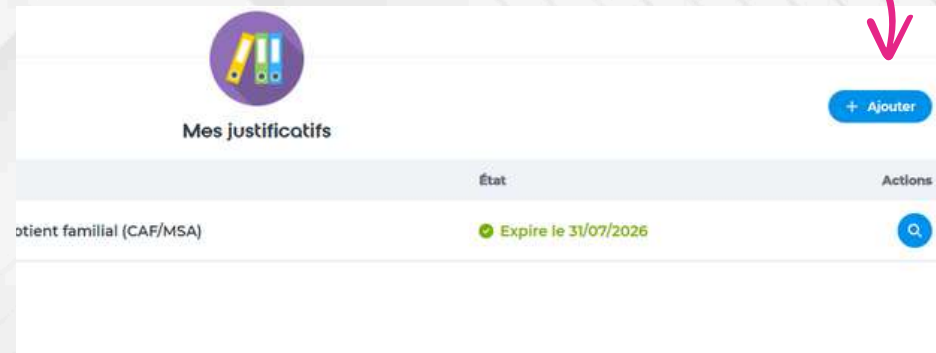 Mes justificatifs
+ Ajouter
État Actions
otient familial (CAF/MSA) Expire le 31/07/2026